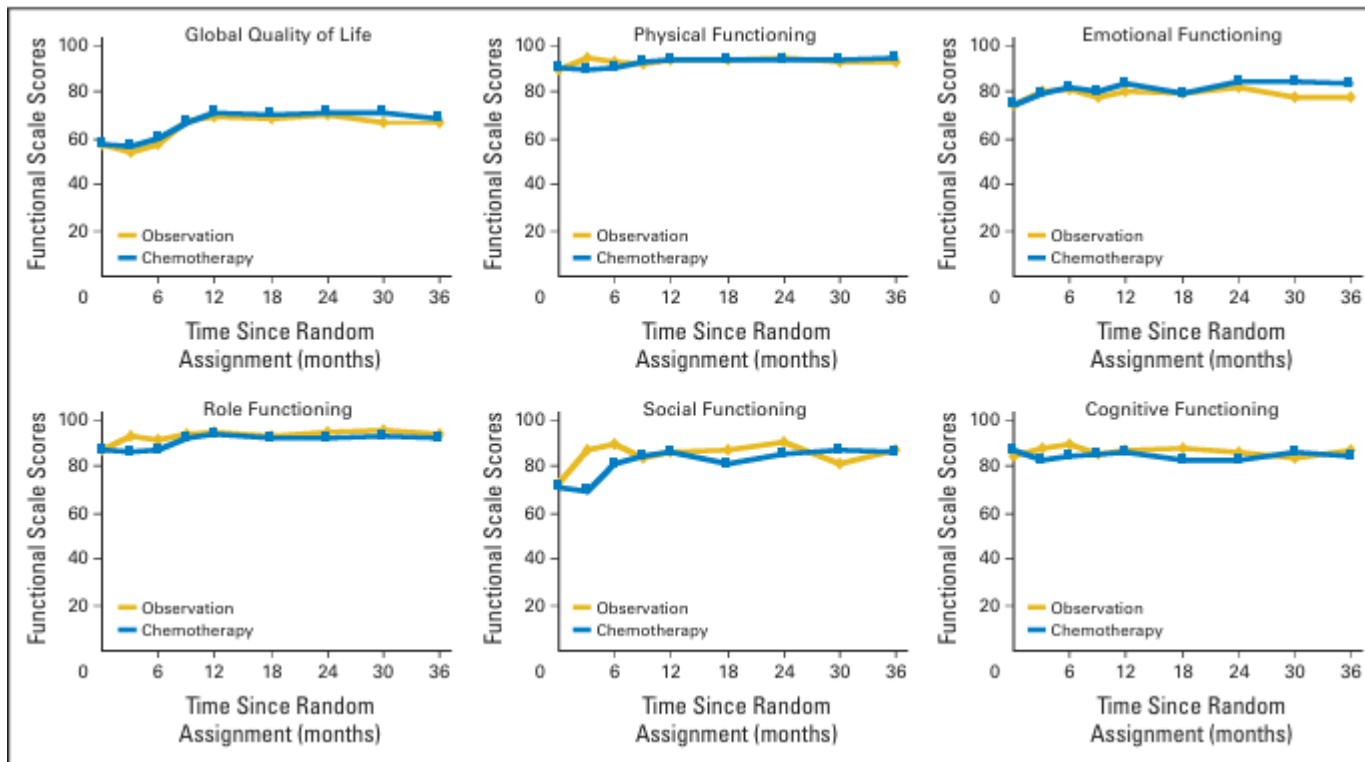 Global Quality of Life
Functional Scale Scores
100
80
60
40
20
Observation
Chemotherapy
0 6 12 18 24 30 36
Time Since Random
Assignment (months)
Physical Functioning
Functional Scale Scores
100
80
60
40
20
Observation
Chemotherapy
0 6 12 18 24 30 36
Time Since Random
Assignment (months)
Emotional Functioning
Functional Scale Scores
100
80
60
40
20
Observation
Chemotherapy
0 6 12 18 24 30 36
Time Since Random
Assignment (months)
Role Functioning
Functional Scale Scores
100
80
60
40
20
Observation
Chemotherapy
0 6 12 18 24 30 36
Time Since Random
Assignment (months)
Social Functioning
Functional Scale Scores
100
80
60
40
20
Observation
Chemotherapy
0 6 12 18 24 30 36
Time Since Random
Assignment (months)
Cognitive Functioning
Functional Scale Scores
100
80
60
40
20
Observation
Chemotherapy
0 6 12 18 24 30 36
Time Since Random
Assignment (months)